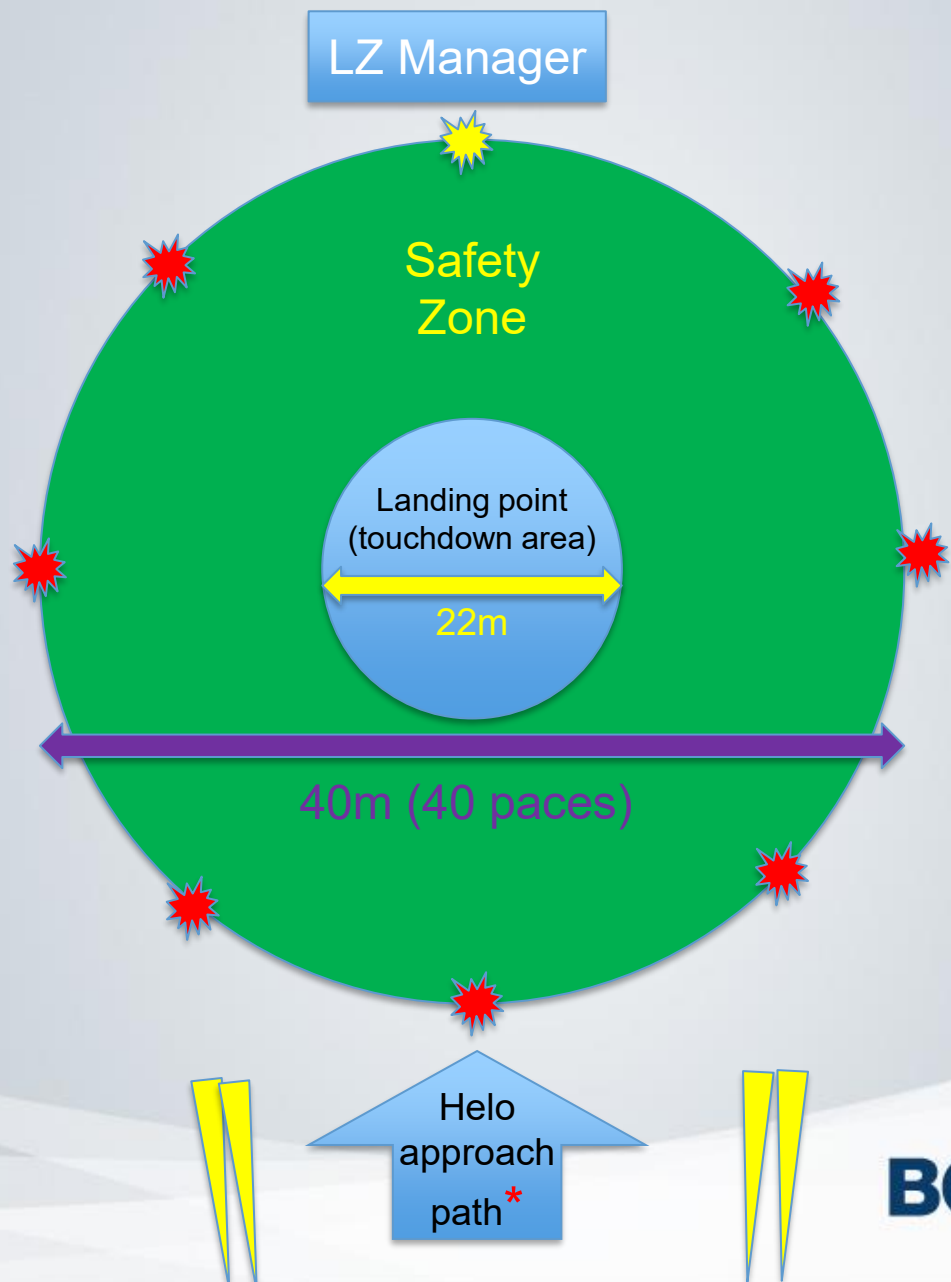 LZ Manager
Safety
Zone
Landing point
(touchdown area)
22m
40m (40 paces)
Helo
approach
path*